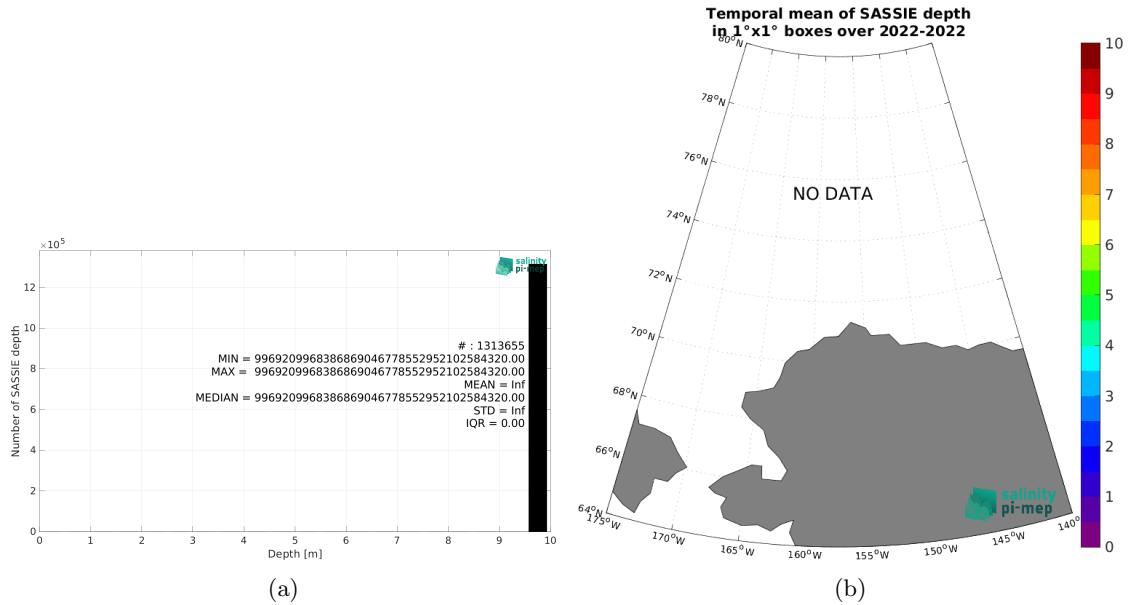 ×10⁵
12
10
8
6
4
2
0
Number of SASSIE depth
salinity
pi-mep
# : 1313655
MIN = 9969209968386869046778552952102584320.00
MAX = 9969209968386869046778552952102584320.00
MEAN = Inf
MEDIAN = 9969209968386869046778552952102584320.00
STD = Inf
IQR = 0.00
0 1 2 3 4 5 6 7 8 9 10
Depth [m]
(a)
Temporal mean of SASSIE depth
in 1°x1° boxes over 2022-2022
80°N
78°N
76°N
74°N
72°N
70°N
68°N
66°N
64°N
NO DATA
175°W
170°W
165°W
160°W
155°W
150°W
145°W
140°
salinity
pi-mep
10
9
8
7
6
5
4
3
2
1
0
(b)